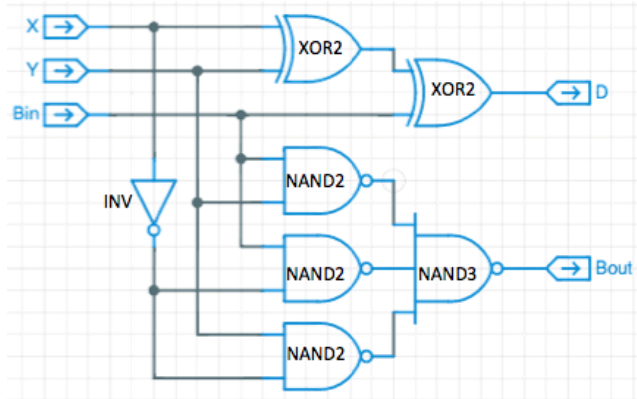 X
XOR2
Y
XOR2
D
Bin
NAND2
INV
NAND2
NAND3
Bout
NAND2